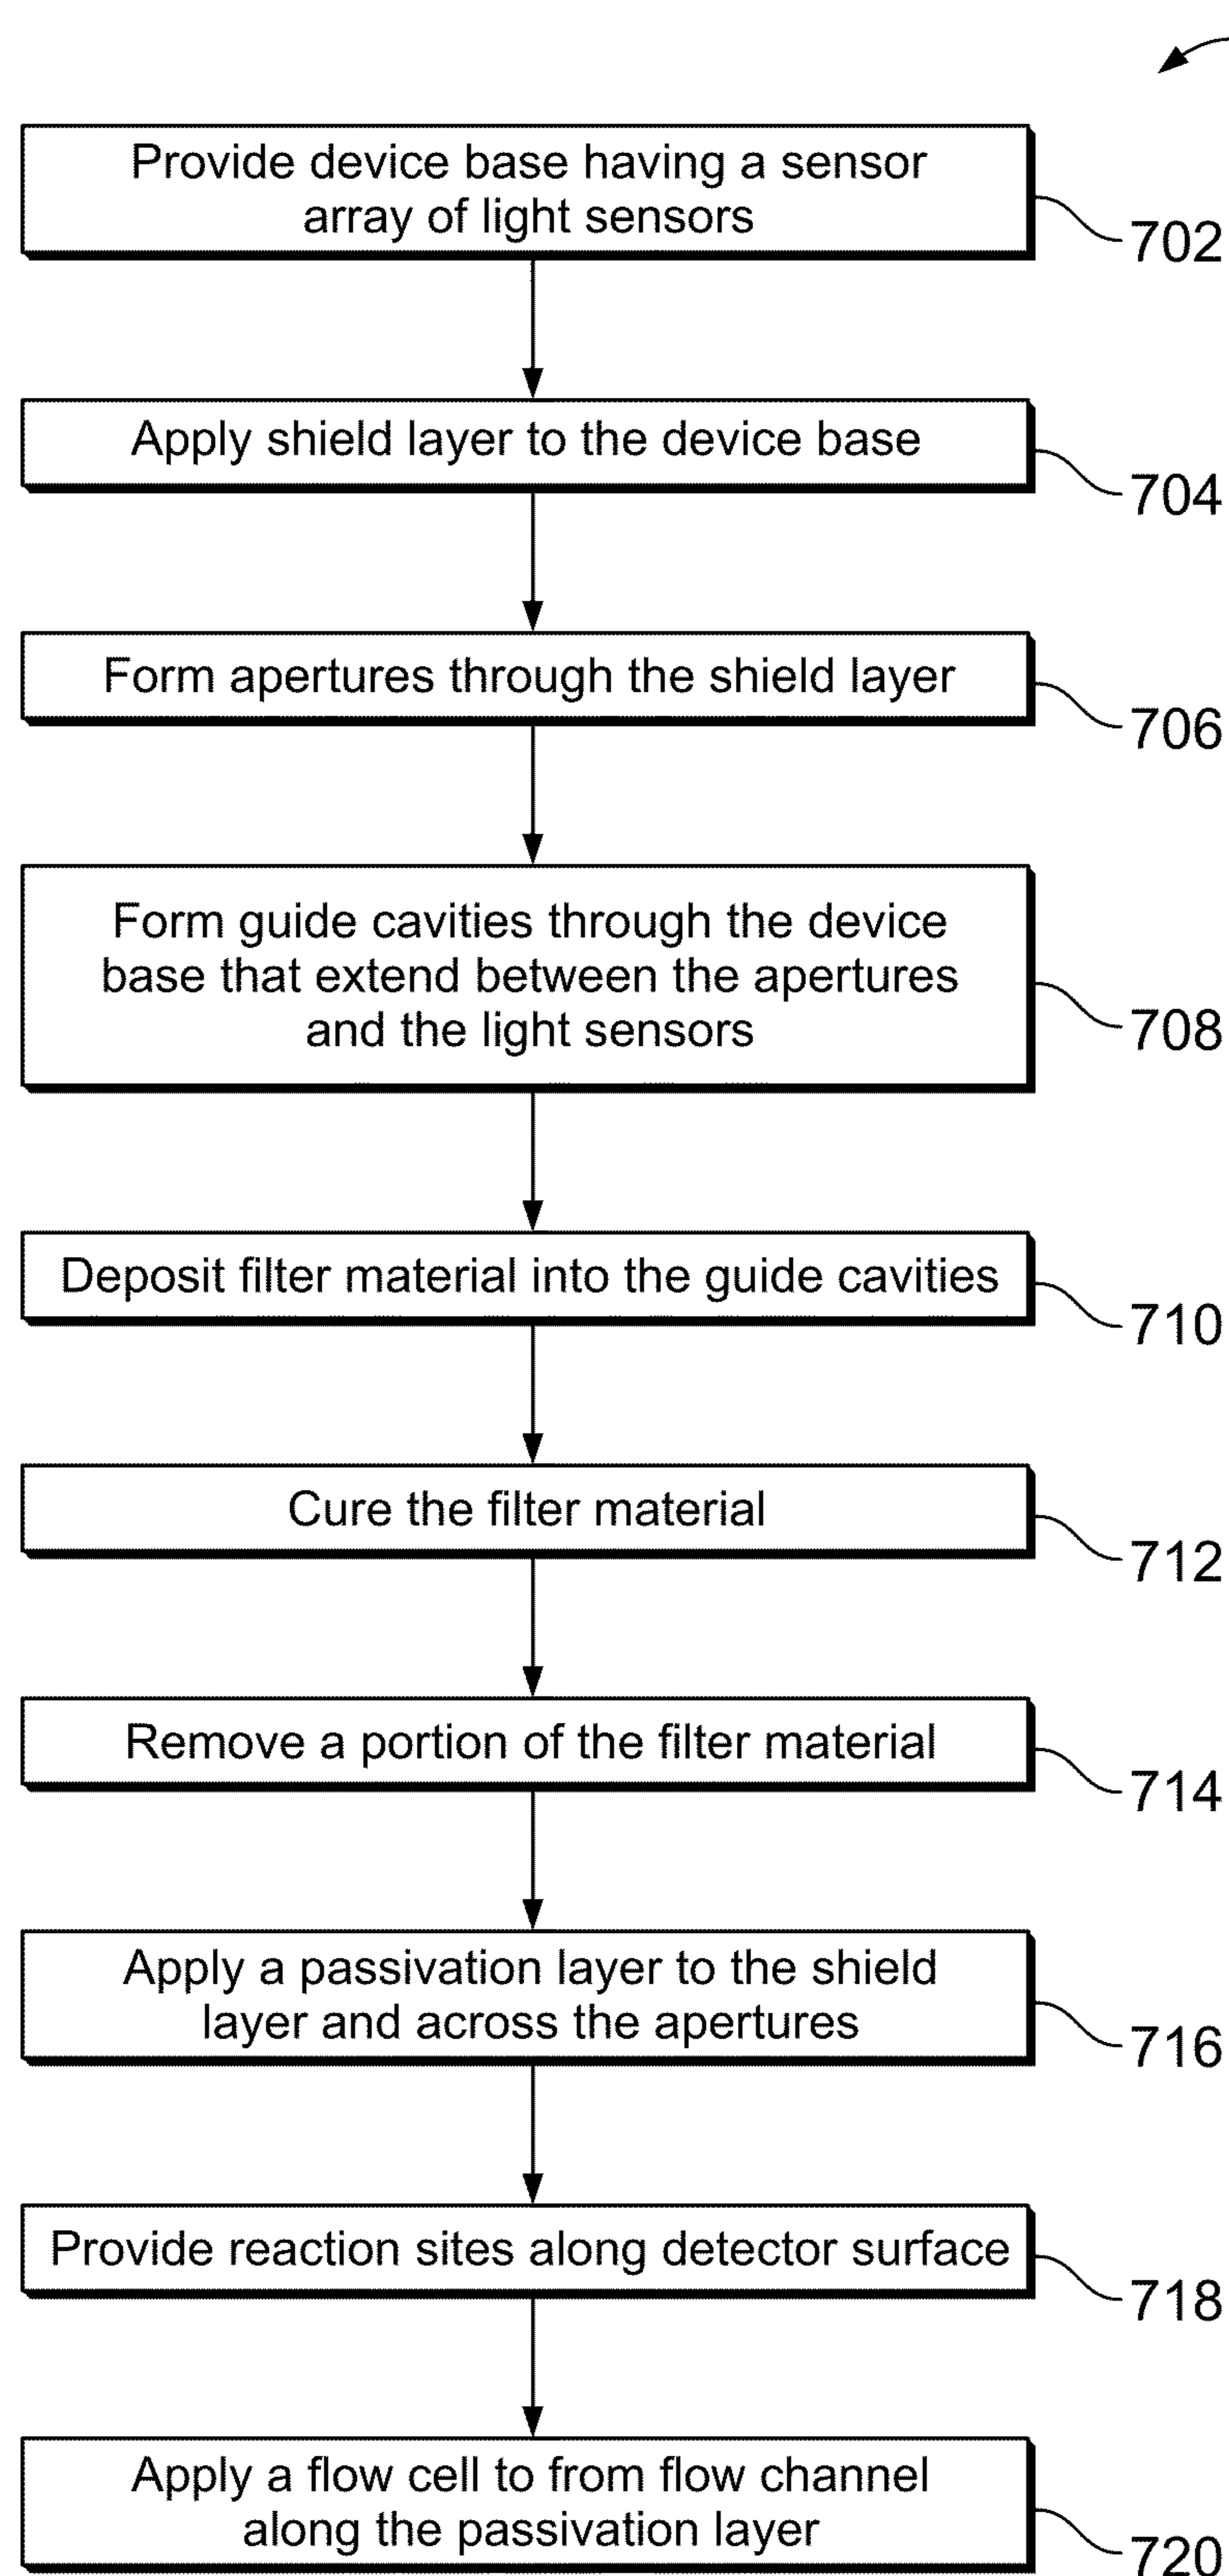 Provide device base having a sensor
array of light sensors
702
Apply shield layer to the device base
704
Form apertures through the shield layer
706
Form guide cavities through the device
base that extend between the apertures
and the light sensors
708
Deposit filter material into the guide cavities
710
Cure the filter material
712
Remove a portion of the filter material
714
Apply a passivation layer to the shield
layer and across the apertures
716
Provide reaction sites along detector surface
718
Apply a flow cell to from flow channel
along the passivation layer
720